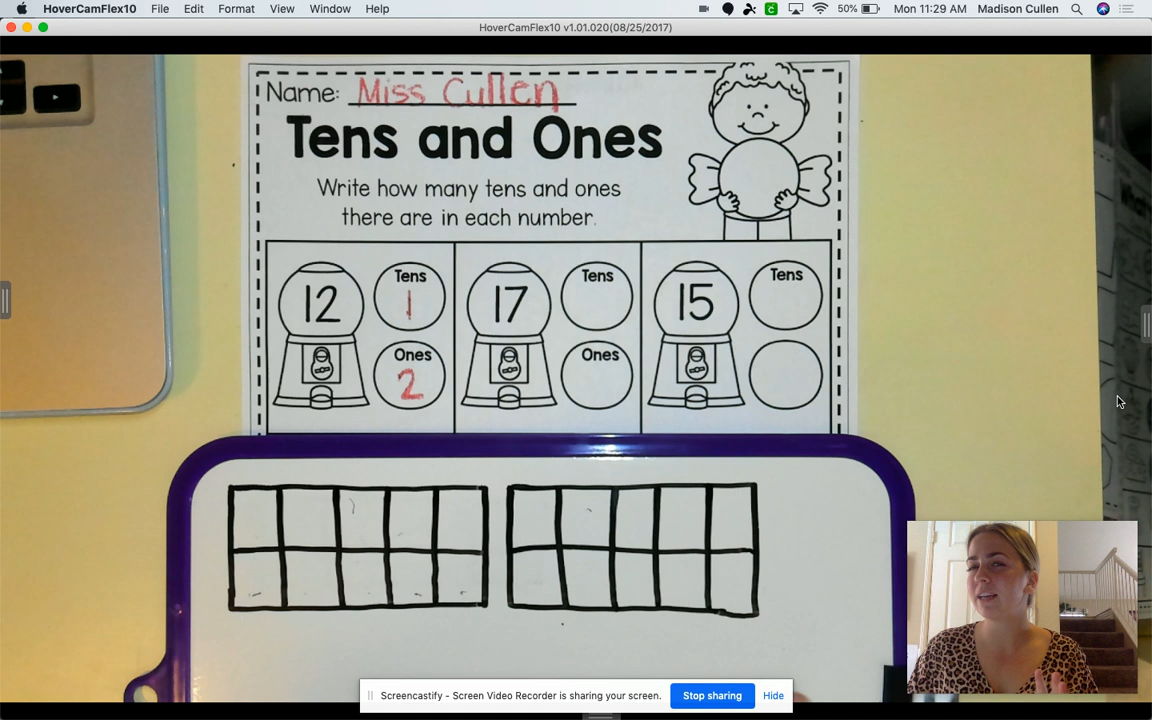 HoverCamFlex10 File Edit Format View Window Help 50% Mon 11:29 AM Madison Cullen
HoverCamFlex10 v1.01.020(08/25/2017)
Name: Miss Cullen
Tens and Ones
Write how many tens and ones
there are in each number.
12 Tens 1 Ones 2
17 Tens Ones
15 Tens
Screencastify - Screen Video Recorder is sharing your screen. Stop sharing Hide